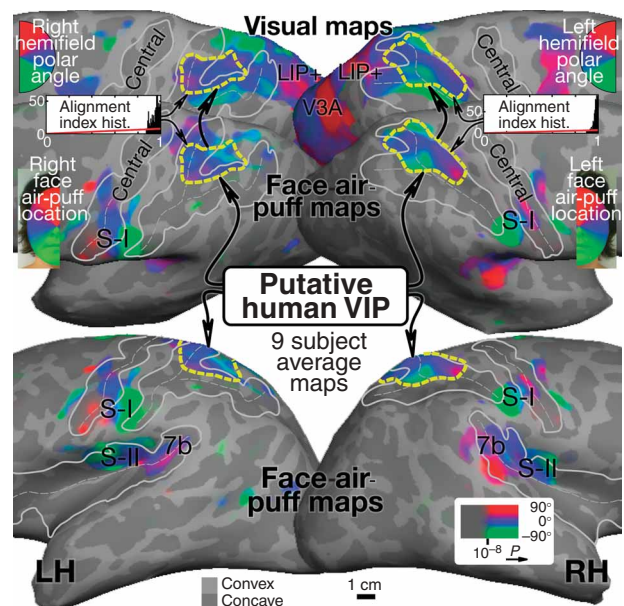 Visual maps
Right
hemifield
polar
angle
Left
hemifield
polar
angle
Central
LIP+
LIP+
Central
V3A
50
Alignment
index hist.
0
0
1
50
Alignment
index hist.
0
0
1
Central
Central
Right
face
air-puff
location
Left
face
air-puff
location
Face air-
puff maps
S-I
S-I
Putative
human VIP
9 subject
average
maps
S-I
S-I
S-II
7b
7b
S-II
Face-air-
puff maps
90°
0°
–90°
10⁻⁸
P
LH
RH
Convex
Concave
1 cm